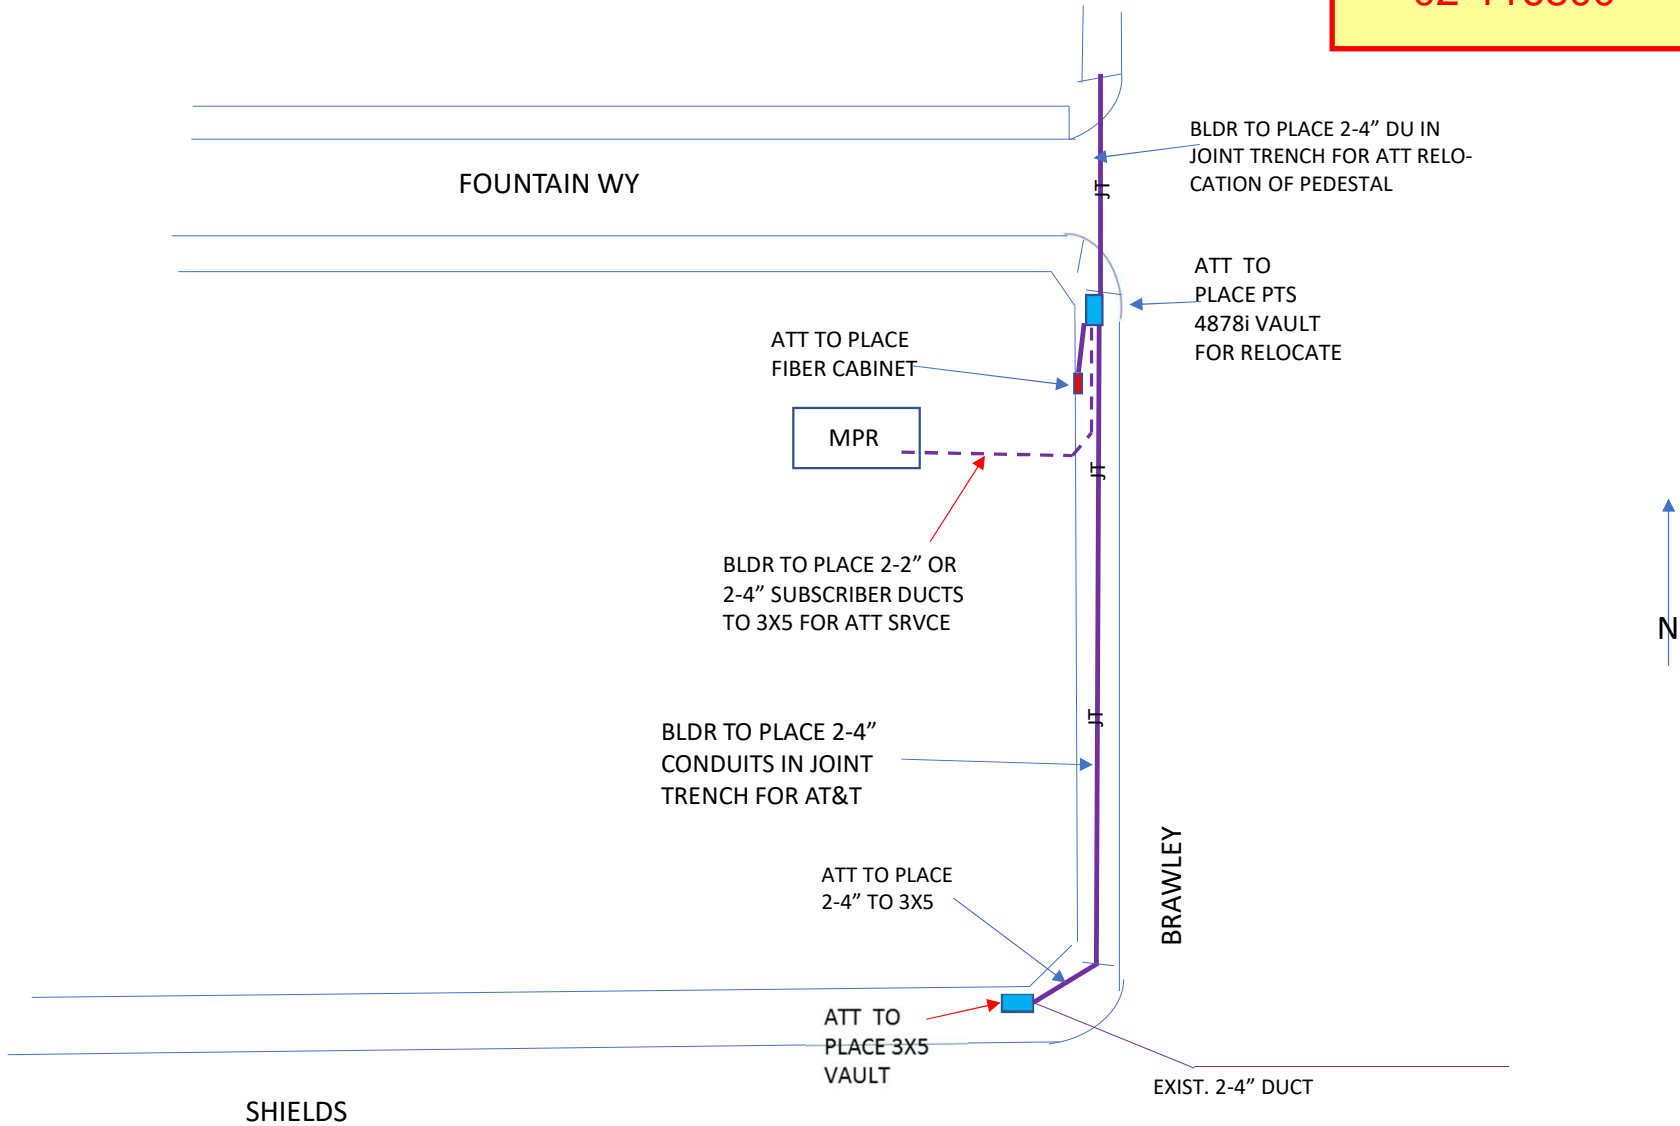 BLDR TO PLACE 2-4” DU IN
JOINT TRENCH FOR ATT RELO-
CATION OF PEDESTAL
FOUNTAIN WY
JT
ATT TO
PLACE PTS
4878i VAULT
FOR RELOCATE
ATT TO PLACE
FIBER CABINET
MPR
JT
BLDR TO PLACE 2-2” OR
2-4” SUBSCRIBER DUCTS
TO 3X5 FOR ATT SRVCE
N
JT
BLDR TO PLACE 2-4”
CONDUITS IN JOINT
TRENCH FOR AT&T
BRAWLEY
ATT TO PLACE
2-4” TO 3X5
ATT TO
PLACE 3X5
VAULT
EXIST. 2-4” DUCT
SHIELDS